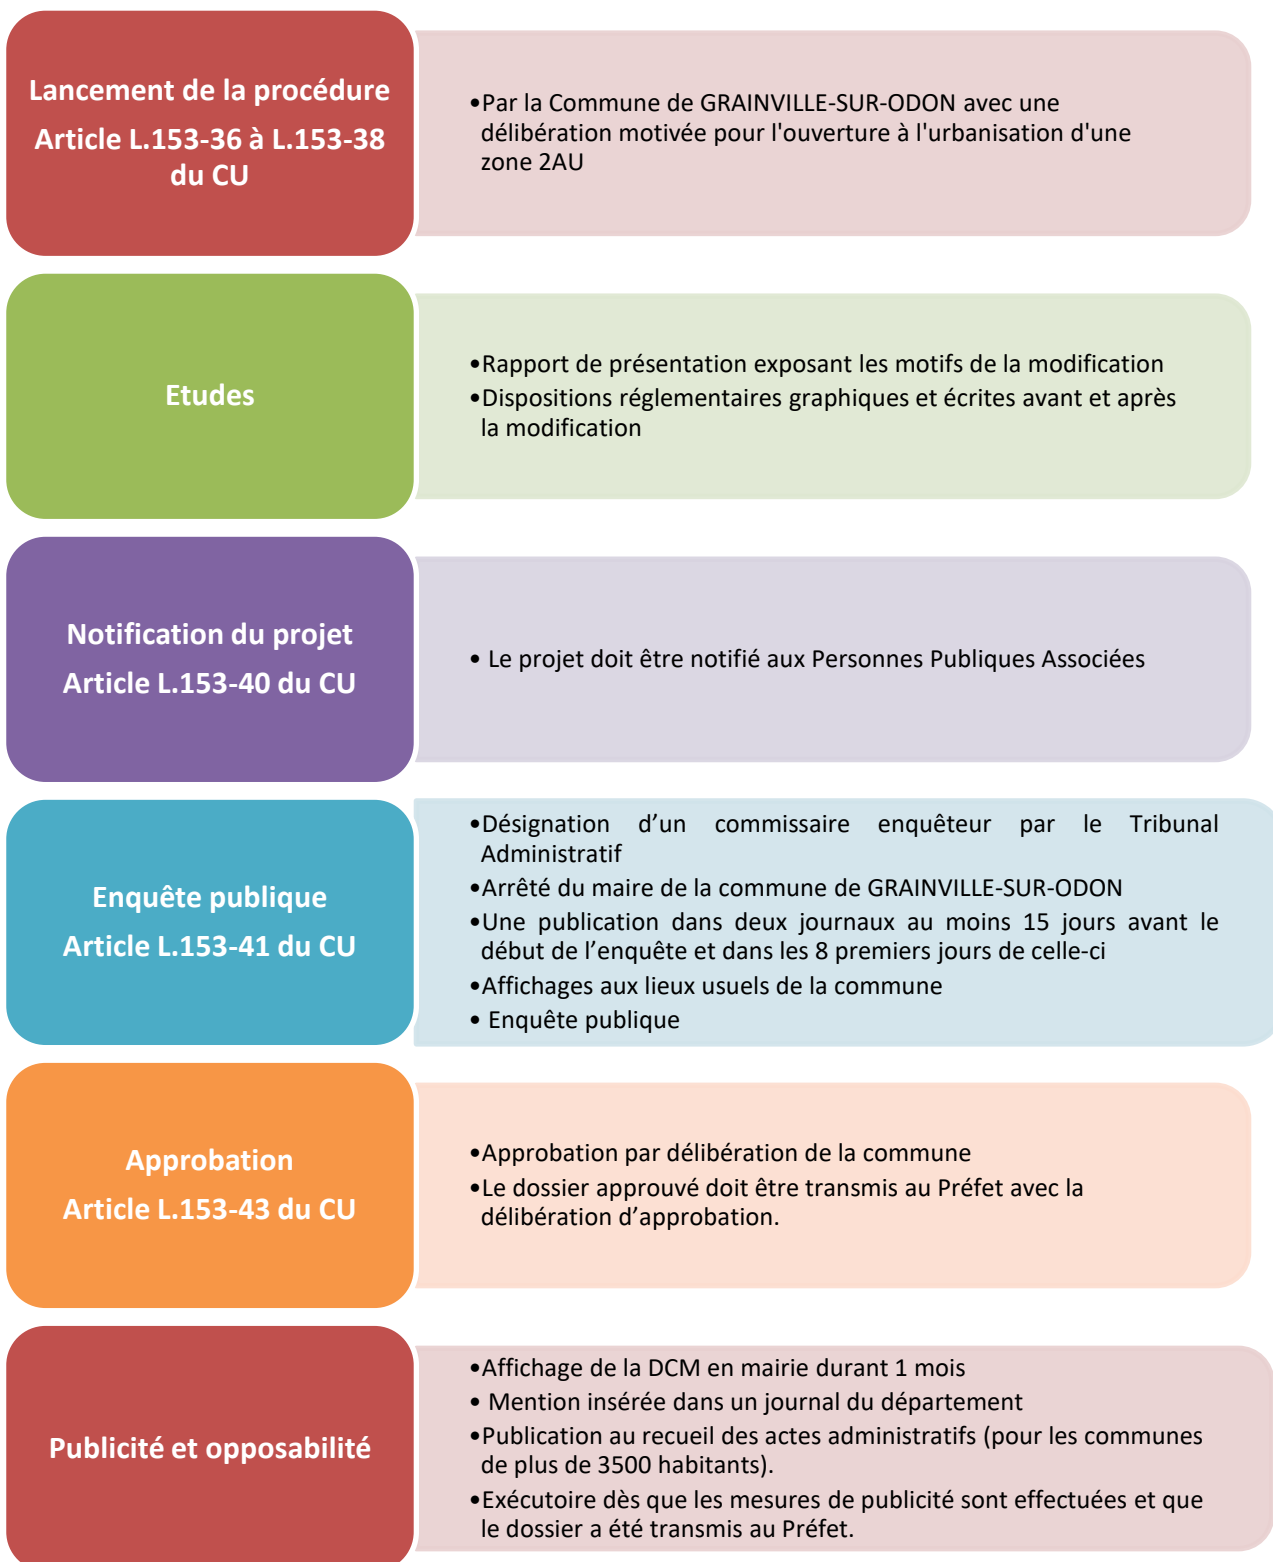 Lancement de la procédure
Article L.153-36 à L.153-38
du CU
•Par la Commune de GRAINVILLE-SUR-ODON avec une
délibération motivée pour l'ouverture à l'urbanisation d'une
zone 2AU
Etudes
•Rapport de présentation exposant les motifs de la modification
•Dispositions réglementaires graphiques et écrites avant et après
la modification
Notification du projet
Article L.153-40 du CU
• Le projet doit être notifié aux Personnes Publiques Associées
Enquête publique
Article L.153-41 du CU
•Désignation d’un commissaire enquêteur par le Tribunal
Administratif
•Arrêté du maire de la commune de GRAINVILLE-SUR-ODON
•Une publication dans deux journaux au moins 15 jours avant le
début de l’enquête et dans les 8 premiers jours de celle-ci
•Affichages aux lieux usuels de la commune
• Enquête publique
Approbation
Article L.153-43 du CU
•Approbation par délibération de la commune
•Le dossier approuvé doit être transmis au Préfet avec la
délibération d’approbation.
Publicité et opposabilité
•Affichage de la DCM en mairie durant 1 mois
• Mention insérée dans un journal du département
•Publication au recueil des actes administratifs (pour les communes
de plus de 3500 habitants).
•Exécutoire dès que les mesures de publicité sont effectuées et que
le dossier a été transmis au Préfet.